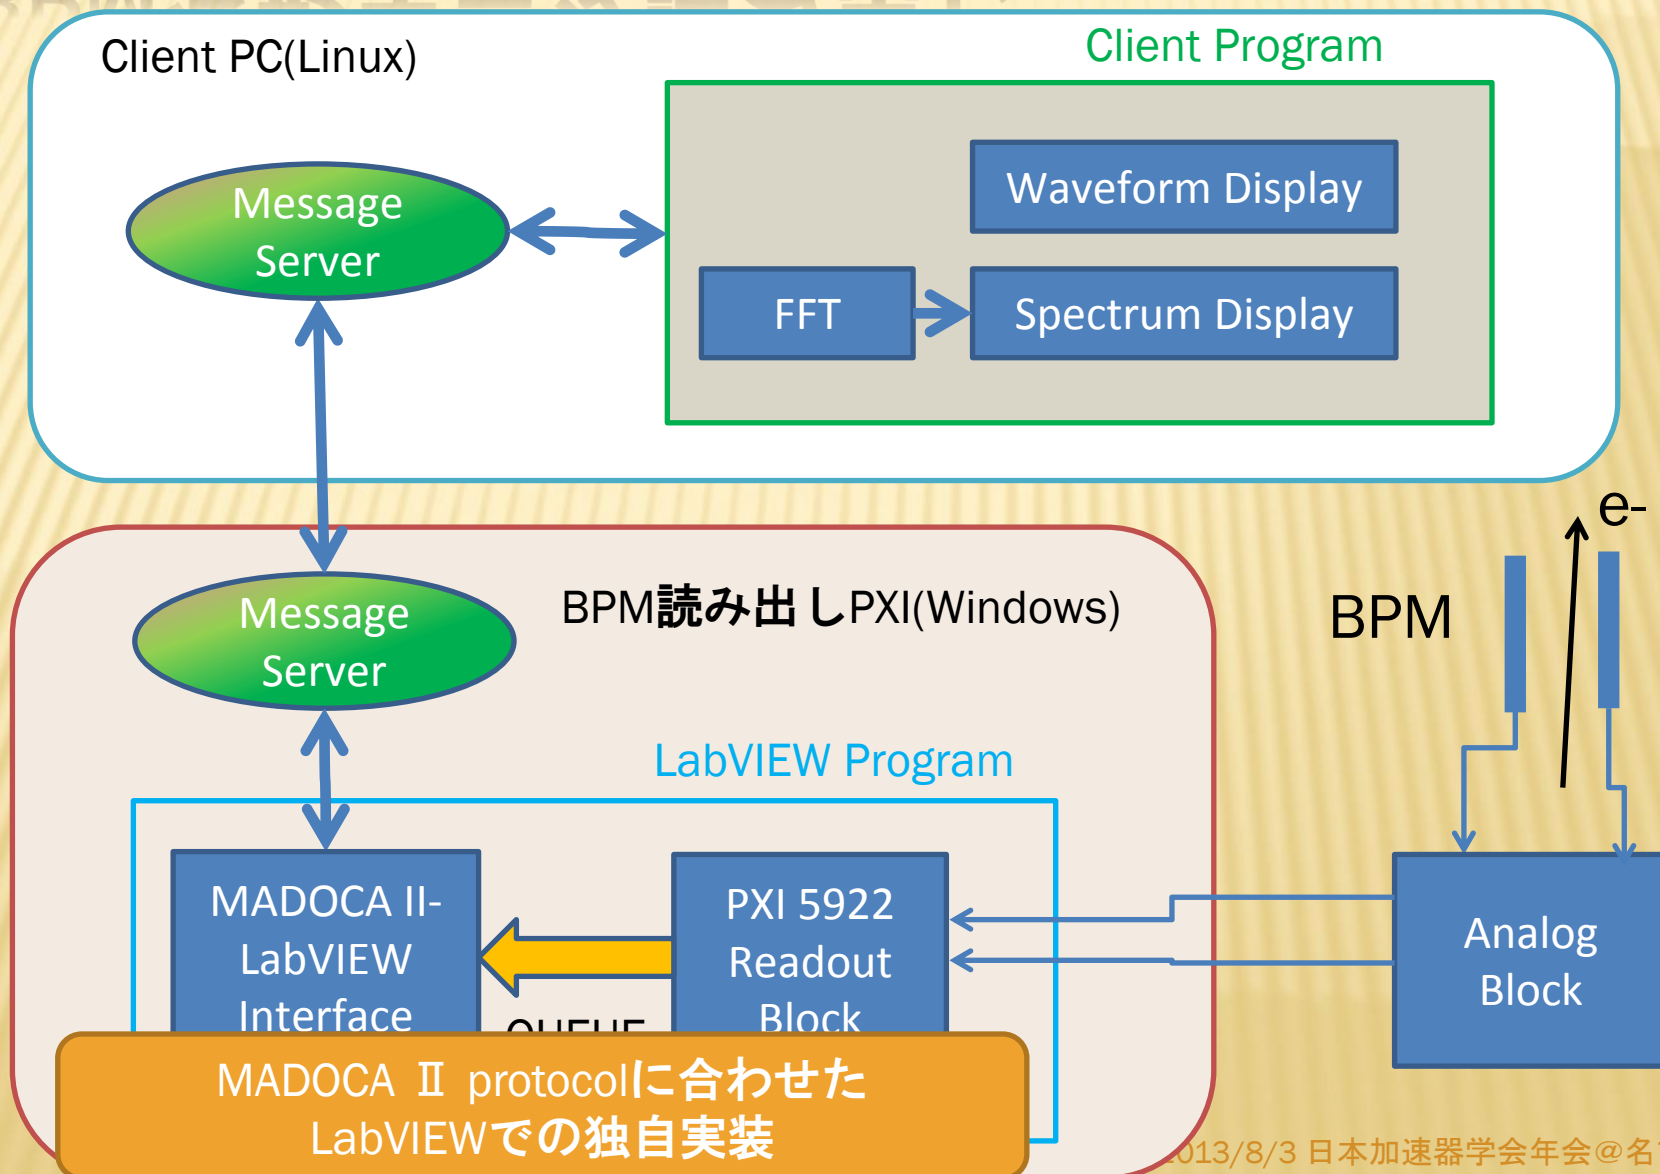 Client PC(Linux)
Client Program
Message
Server
Waveform Display
FFT
Spectrum Display
e-
BPM
BPM読み出しPXI(Windows)
Message
Server
LabVIEW Program
MADOCA II-
LabVIEW
Interface
PXI 5922
Readout
Block
QUEUE
Analog
Block
MADOCA Ⅱ protocolに合わせた
LabVIEWでの独自実装
2013/8/3 日本加速器学会年会@名